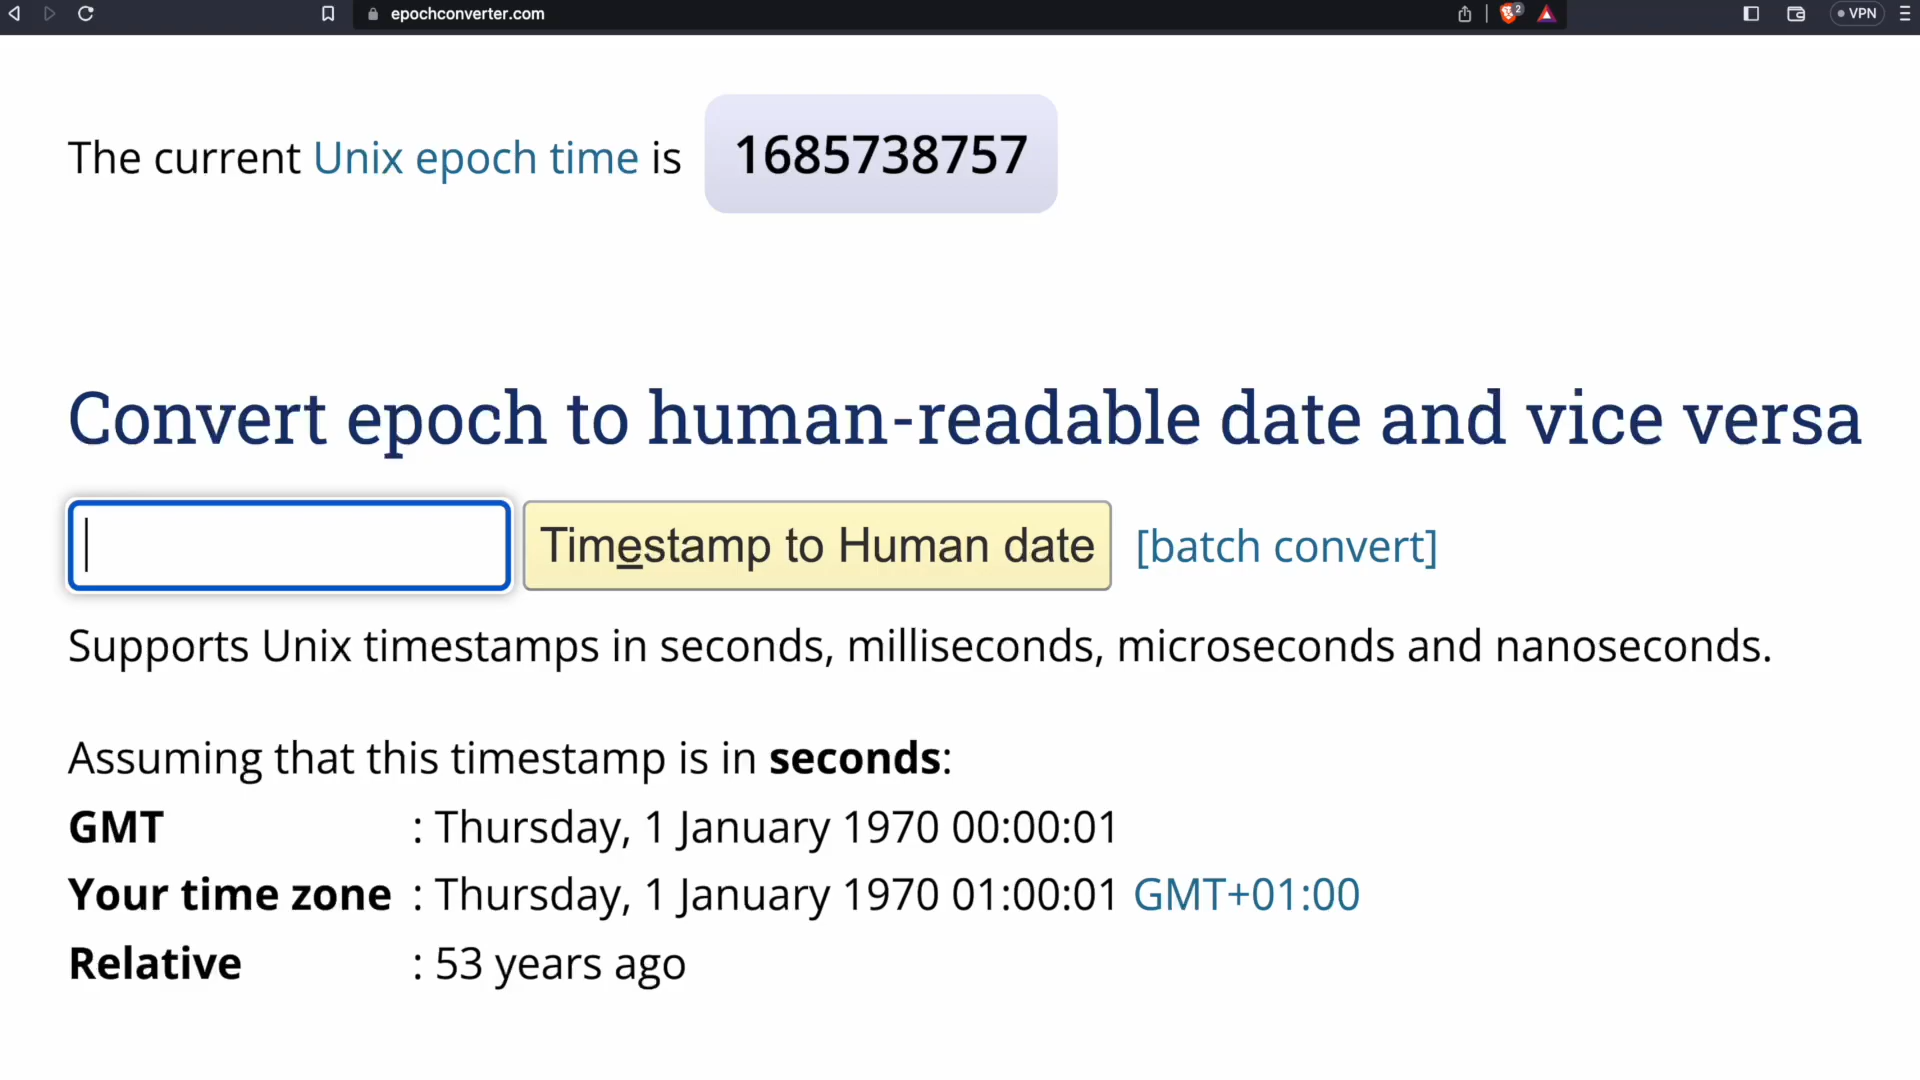 epochconverter.com
2
VPN
The current Unix epoch time is 1685738757
Convert epoch to human-readable date and vice versa
Timestamp to Human date [batch convert]
Supports Unix timestamps in seconds, milliseconds, microseconds and nanoseconds.
Assuming that this timestamp is in seconds:
GMT : Thursday, 1 January 1970 00:00:01
Your time zone : Thursday, 1 January 1970 01:00:01 GMT+01:00
Relative : 53 years ago